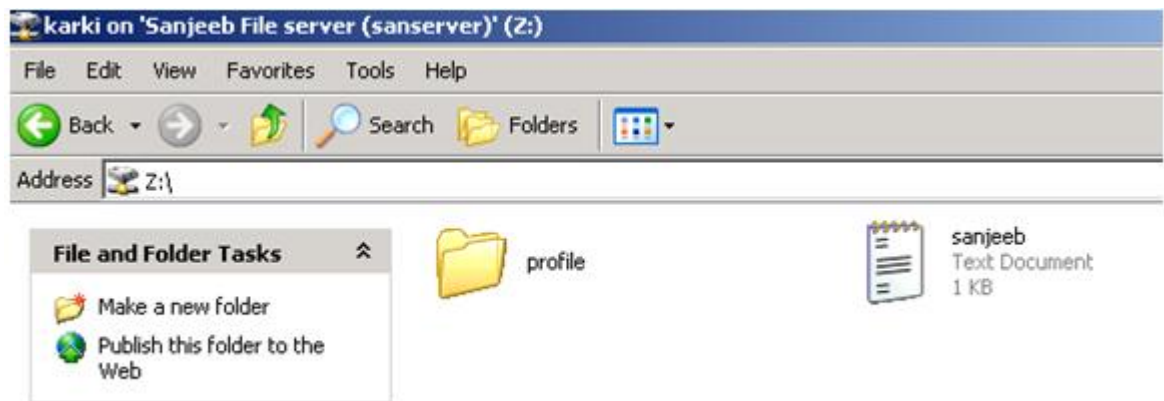 karki on 'Sanjeeb File server (sanserver)' (Z:)
File Edit View Favorites Tools Help
Back Search Folders
Address Z:\
File and Folder Tasks
Make a new folder
Publish this folder to the
Web
profile
sanjeeb
Text Document
1 KB